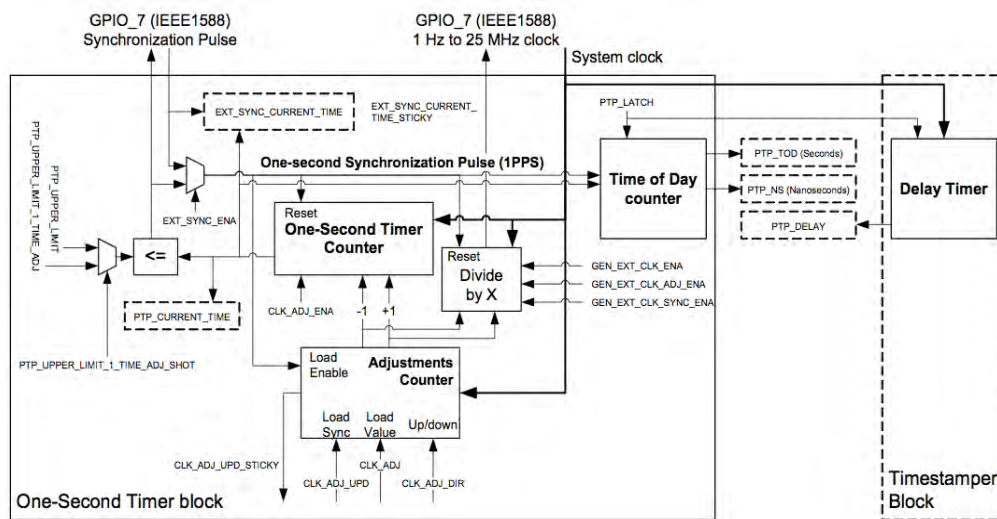 GPIO_7 (IEEE1588)
Synchronization Pulse
GPIO_7 (IEEE1588)
1 Hz to 25 MHz clock
System clock
EXT_SYNC_CURRENT_TIME
EXT_SYNC_CURRENT_
TIME_STICKY
PTP_LATCH
PTP_UPPER_LIMIT
PTP_UPPER_LIMIT_1_TIME_ADJ
One-second Synchronization Pulse (1PPS)
EXT_SYNC_ENA
Reset
One-Second Timer
Counter
Time of Day
counter
PTP_TOD (Seconds)
PTP_NS (Nanoseconds)
PTP_DELAY
Delay Timer
<=
Reset
Divide
by X
GEN_EXT_CLK_ENA
GEN_EXT_CLK_ADJ_ENA
GEN_EXT_CLK_SYNC_ENA
PTP_CURRENT_TIME
CLK_ADJ_ENA
-1
+1
PTP_UPPER_LIMIT_1_TIME_ADJ_SHOT
Load
Enable
Adjustments
Counter
Load
Sync
Load
Value
Up/down
CLK_ADJ_UPD_STICKY
CLK_ADJ_UPD
CLK_ADJ
CLK_ADJ_DIR
One-Second Timer block
Timestamper
Block